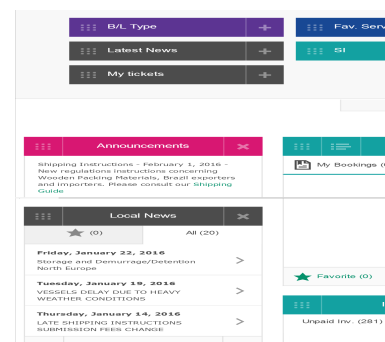 B/L Type
Fav. Serv
Latest News
SI
My tickets
Announcements
Shipping Instructions - February 1, 2016 -
New regulations instructions concerning
Wooden Packing Materials, Brazil exporters
and importers. Please consult our Shipping
Guide
My Bookings (
Local News
(0)
All (20)
Friday, January 22, 2016
Storage and Demurrage/Detention
North Europe
Tuesday, January 19, 2016
VESSELS DELAY DUE TO HEAVY
WEATHER CONDITIONS
Thursday, January 14, 2016
LATE SHIPPING INSTRUCTIONS
SUBMISSION FEES CHANGE
Favorite (0)
Unpaid Inv. (281)